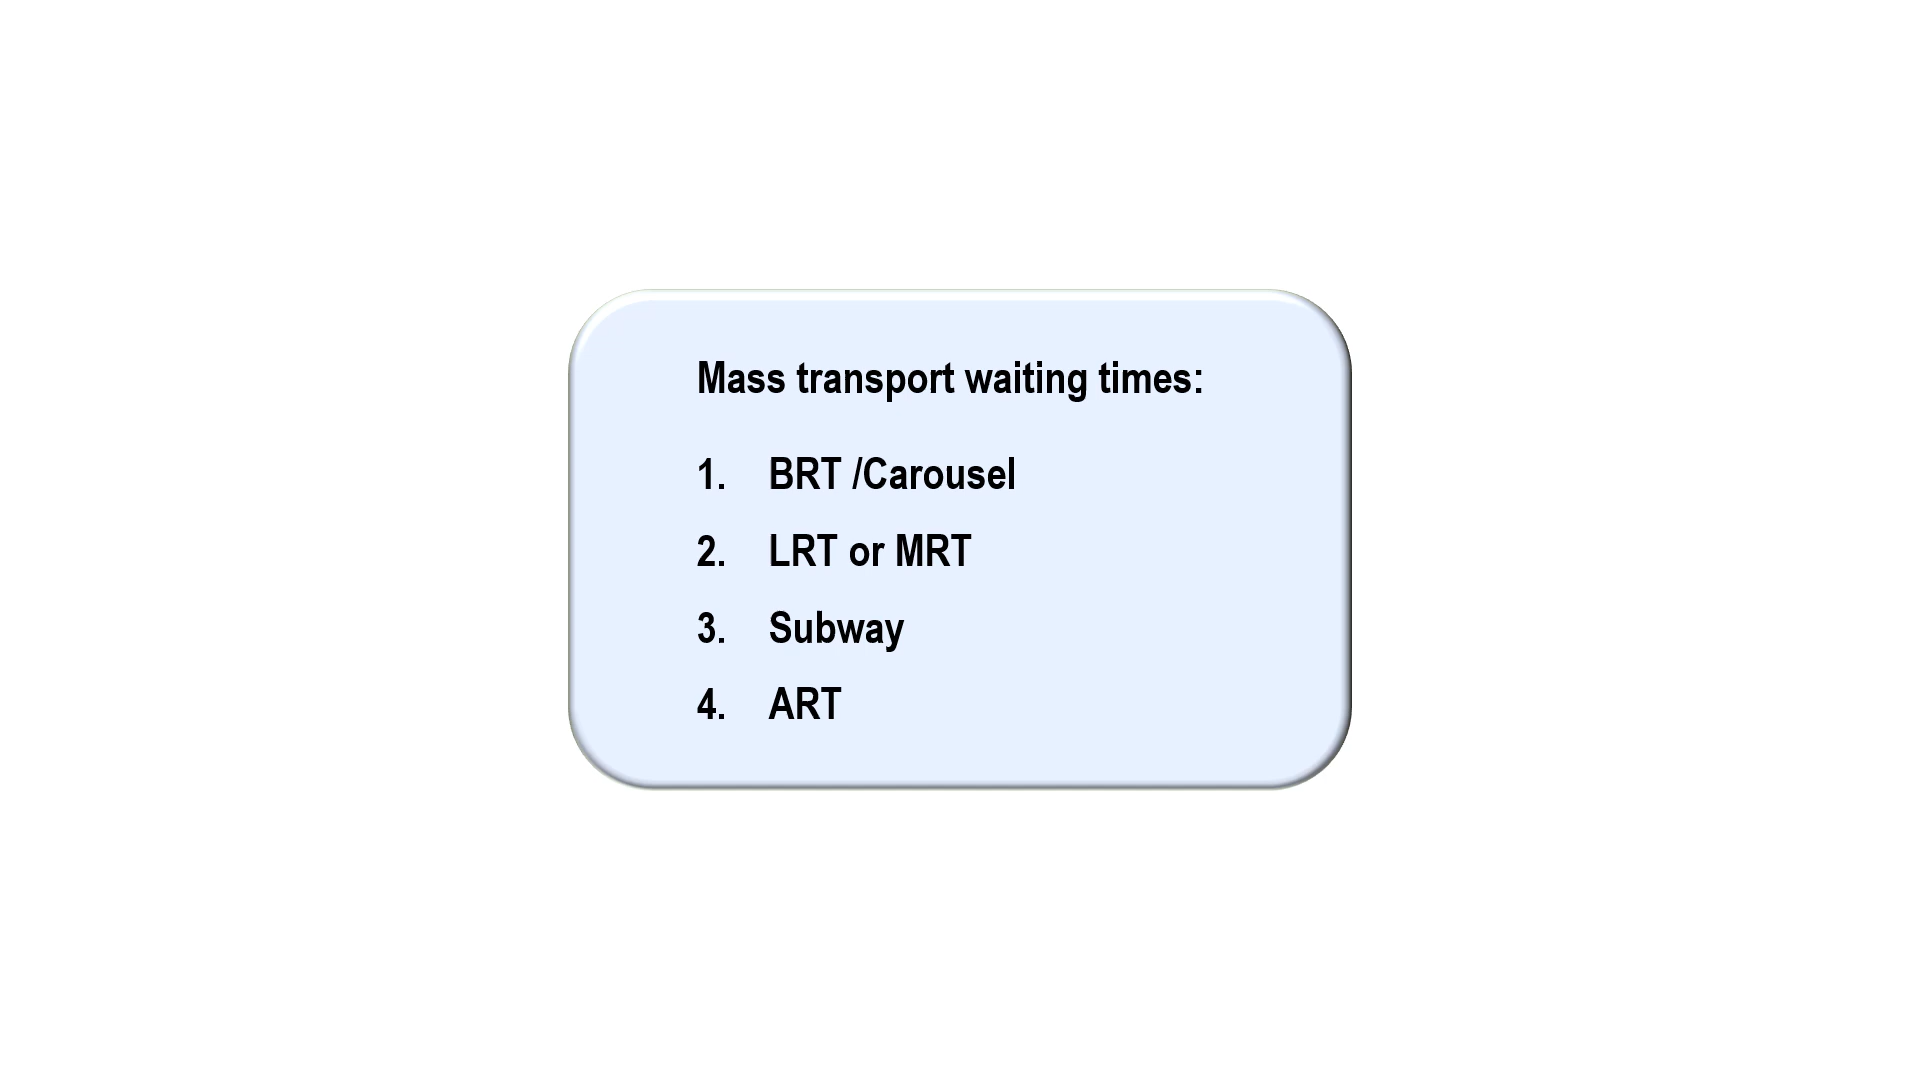 Mass transport waiting times:
1. BRT /Carousel
2. LRT or MRT
3. Subway
4. ART